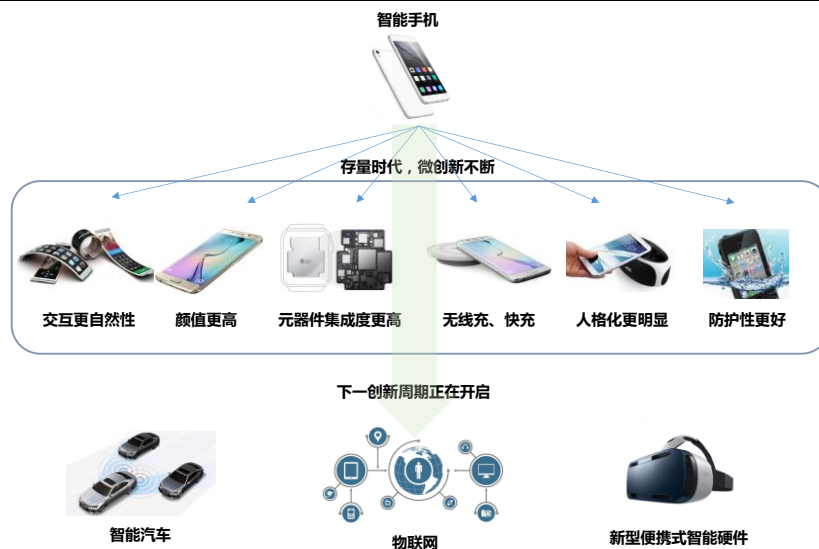 智能手机
存量时代，微创新不断
交互更自然性
颜值更高
元器件集成度更高
无线充、快充
人格化更明显
防护性更好
下一创新周期正在开启
智能汽车
物联网
新型便携式智能硬件